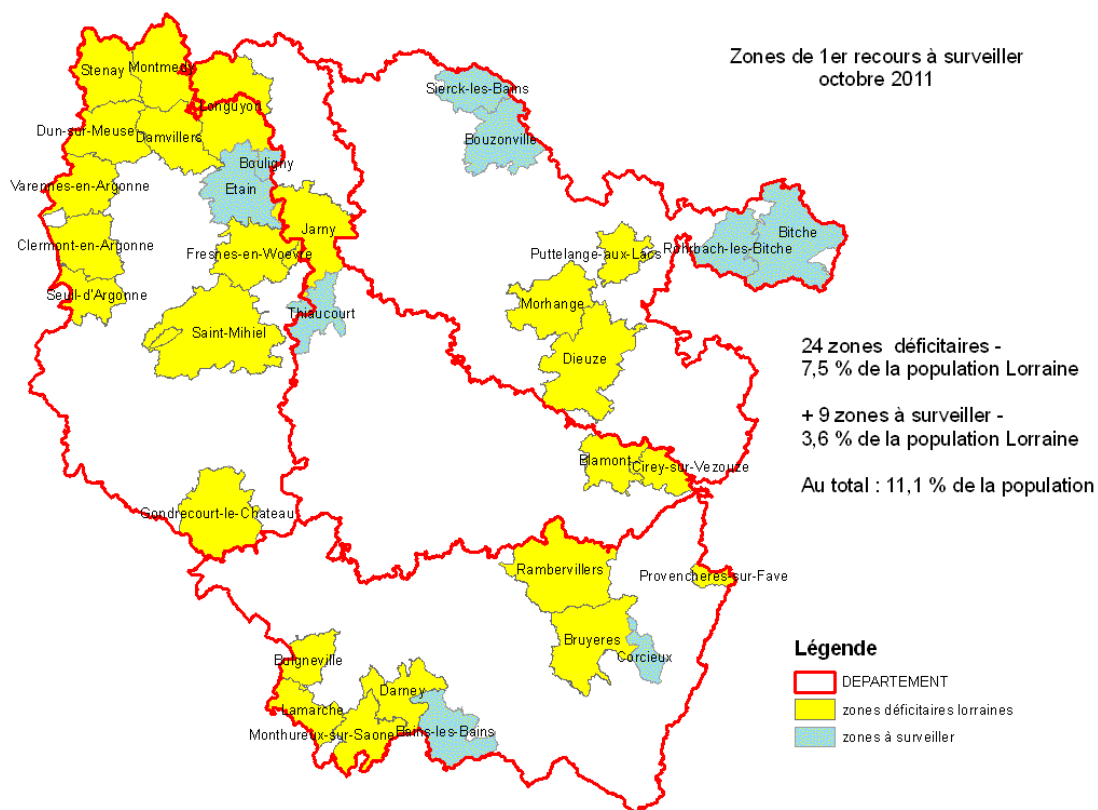 Zones de 1er recours à surveiller
octobre 2011
Stenay
Montmedy
Longuyon
Sierck-les-Bains
Dun-sur-Meuse
Damvillers
Bouzonville
Bouligny
Varennes-en-Argonne
Etain
Jarny
Bitche
Rohrbach-les-Bitche
Clermont-en-Argonne
Fresnes-en-Woevre
Puttelange-aux-Lacs
Seuil-d'Argonne
Morhange
Thiaucourt
Saint-Mihiel
Dieuze
24 zones déficitaires -
7,5 % de la population Lorraine
+ 9 zones à surveiller -
3,6 % de la population Lorraine
Au total : 11,1 % de la population
Blamont
Cirey-sur-Vezouze
Gondrecourt-le-Chateau
Rambervillers
Provencheres-sur-Fave
Bruyeres
Corcieux
Bulgneville
Darney
Lamarche
Monthureux-sur-Saone
Bains-les-Bains
Légende
DEPARTEMENT
zones déficitaires lorraines
zones à surveiller